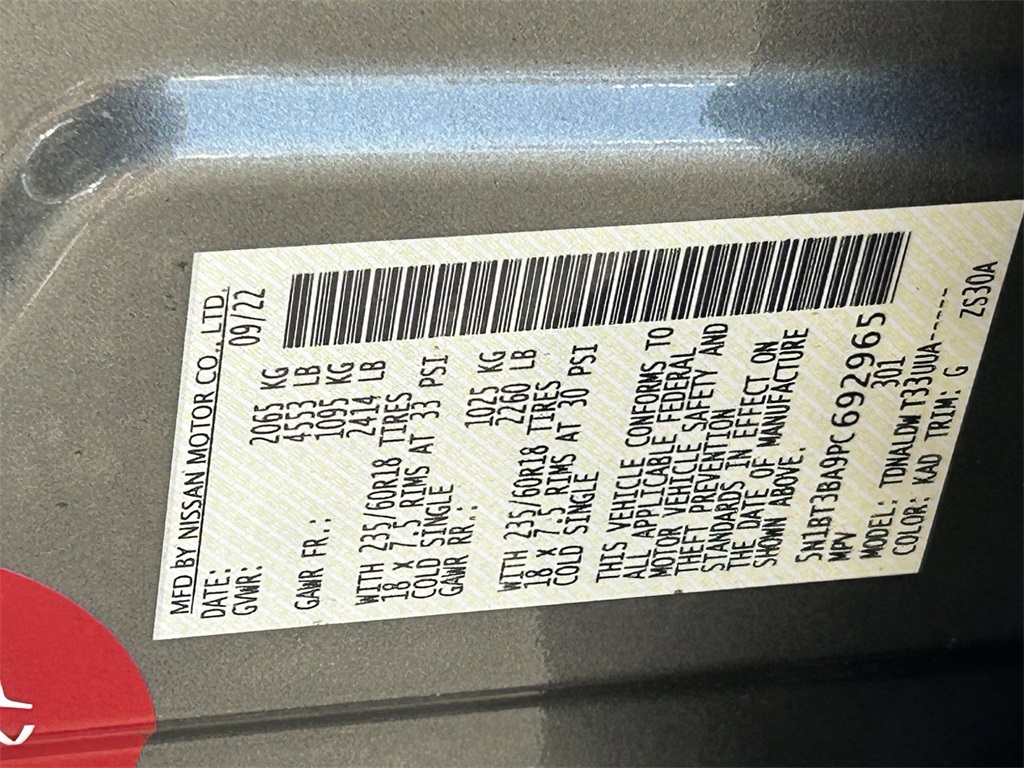 MFD BY NISSAN MOTOR CO., LTD.
DATE: 09/22
GVWR: 2065 KG
4553 LB
GAWR FR.: 1095 KG
2414 LB
WITH 235/60R18 TIRES
18 X 7.5 RIMS AT 33 PSI
COLD SINGLE
GAWR RR.: 1025 KG
2260 LB
WITH 235/60R18 TIRES
18 X 7.5 RIMS AT 30 PSI
COLD SINGLE
THIS VEHICLE CONFORMS TO
ALL APPLICABLE FEDERAL
MOTOR VEHICLE SAFETY AND
THEFT PREVENTION
STANDARDS IN EFFECT ON
THE DATE OF MANUFACTURE
SHOWN ABOVE.
5N1BT3BA9PC692965
MPV 301
MODEL: TDNALDW T33UUA-----
COLOR: KAD TRIM: G ZS30A